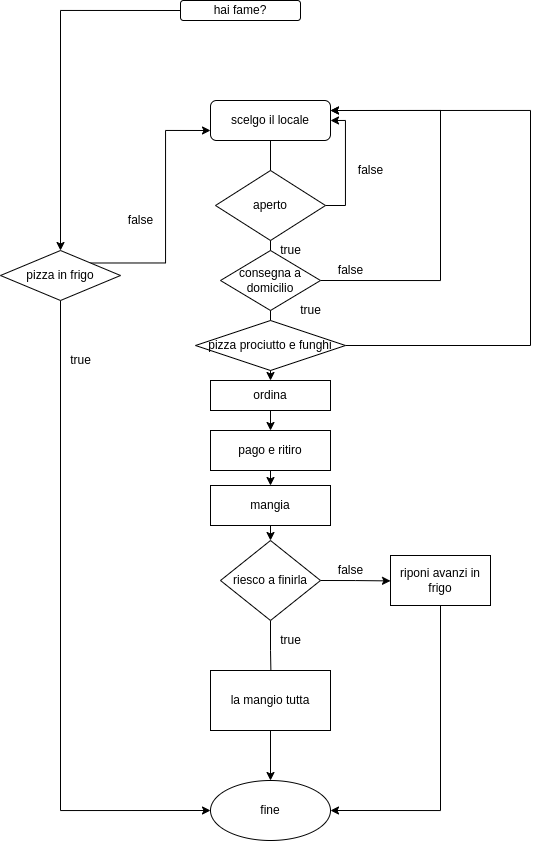 hai fame?
scelgo il locale
false
false
aperto
true
consegna a
domicilio
false
pizza in frigo
true
pizza prociutto e funghi
true
ordina
pago e ritiro
mangia
riesco a finirla
false
riponi avanzi in
frigo
true
la mangio tutta
fine